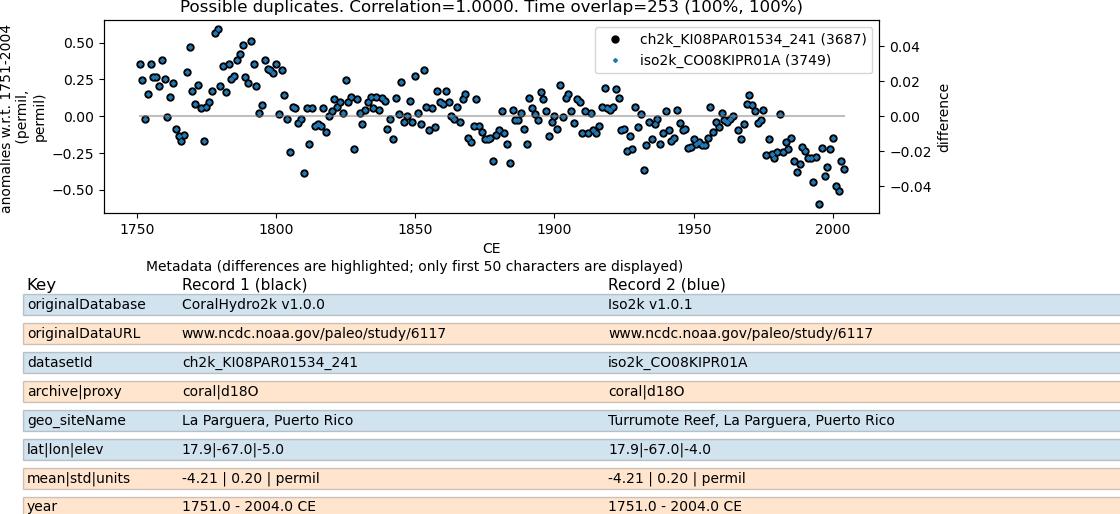 Possible duplicates. Correlation=1.0000. Time overlap=253 (100%, 100%)
anomalies w.r.t. 1751-2004
(permil,
permil)
0.50
0.25
0.00
−0.25
−0.50
ch2k_KI08PAR01534_241 (3687)
iso2k_CO08KIPR01A (3749)
0.04
0.02
0.00
−0.02
−0.04
difference
1750 1800 1850 1900 1950 2000
CE
Metadata (differences are highlighted; only first 50 characters are displayed)
Key Record 1 (black) Record 2 (blue)
originalDatabase CoralHydro2k v1.0.0 Iso2k v1.0.1
originalDataURL www.ncdc.noaa.gov/paleo/study/6117 www.ncdc.noaa.gov/paleo/study/6117
datasetId ch2k_KI08PAR01534_241 iso2k_CO08KIPR01A
archive|proxy coral|d18O coral|d18O
geo_siteName La Parguera, Puerto Rico Turrumote Reef, La Parguera, Puerto Rico
lat|lon|elev 17.9|-67.0|-5.0 17.9|-67.0|-4.0
mean|std|units -4.21 | 0.20 | permil -4.21 | 0.20 | permil
year 1751.0 - 2004.0 CE 1751.0 - 2004.0 CE